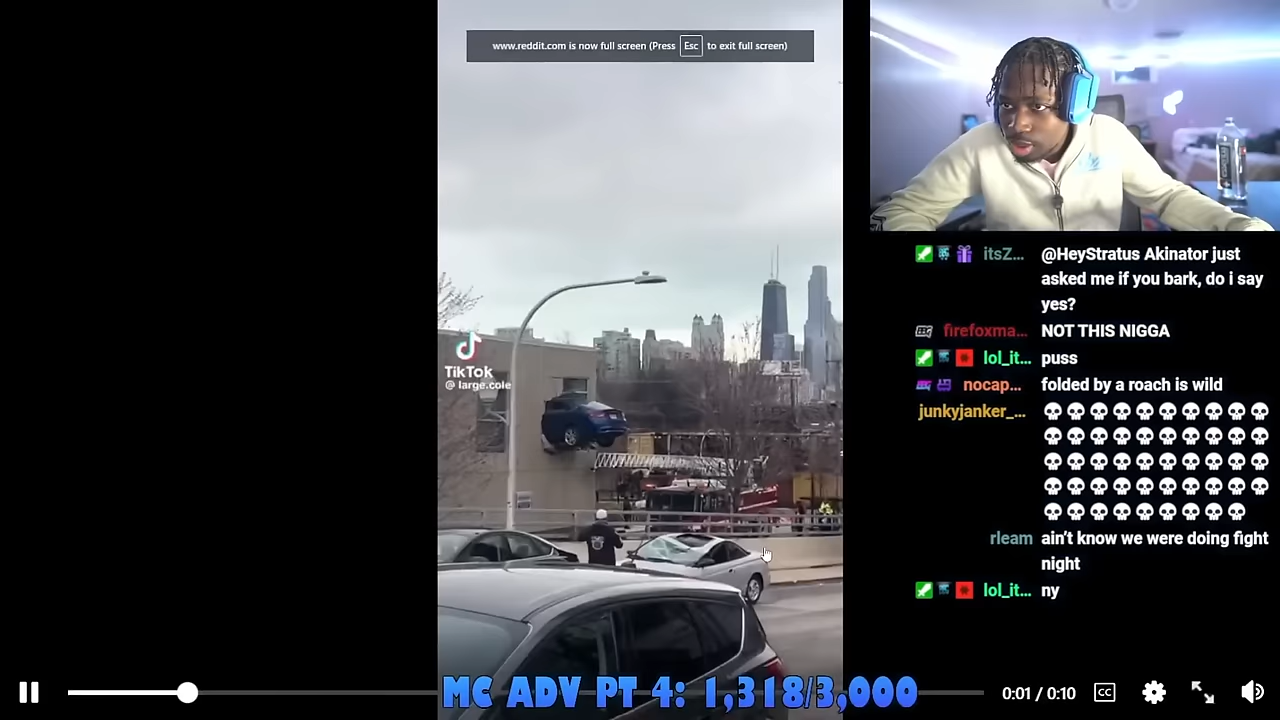 www.reddit.com is now full screen (Press Esc to exit full screen)
TikTok
@ large.cole
itsZ... @HeyStratus Akinator just
asked me if you bark, do i say
yes?
firefoxma... NOT THIS NIGGA
lol_it... puss
nocap... folded by a roach is wild
junkyjanker_...
rleam ain't know we were doing fight
night
lol_it... ny
MC ADV PT 4: 1,318/3,000
0:01 / 0:10
CC